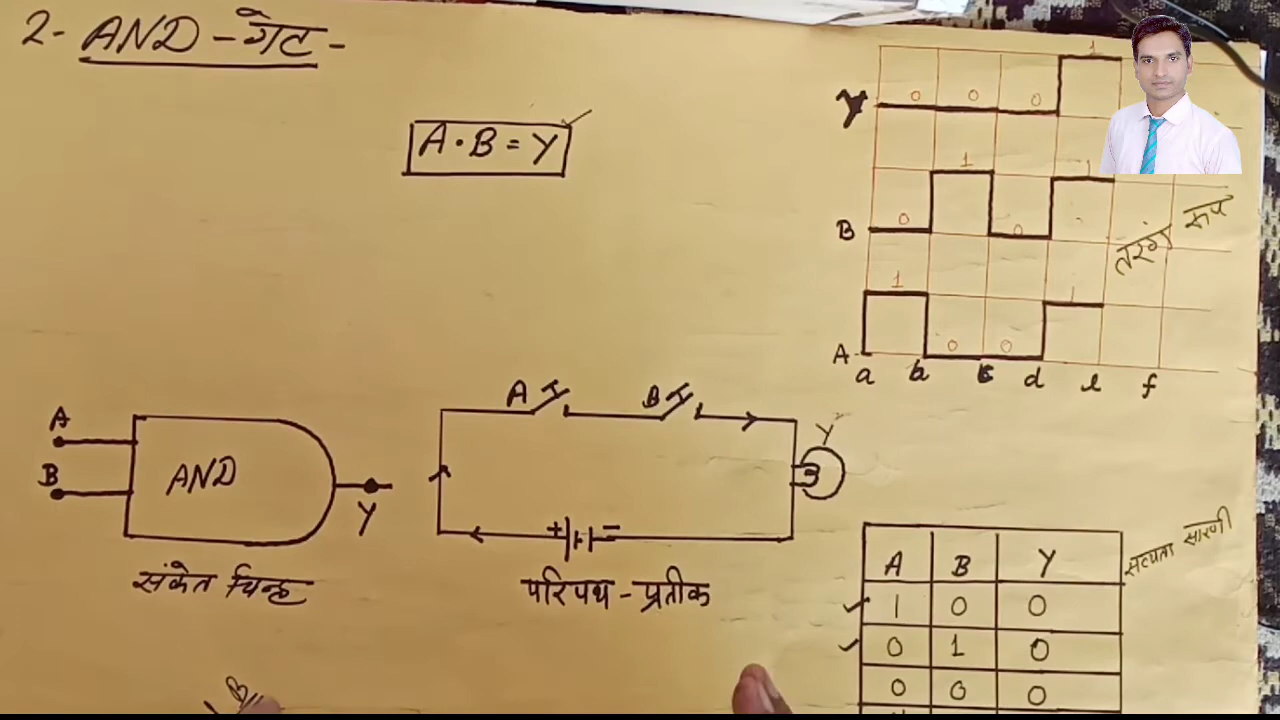 2- AND-गेट-
A·B = Y
Y 0 0 0 1
B 0 1 0 1
A 1 0 0 1
a b c d e f
तरंग रूप
A
B
AND
Y
संकेत चिन्ह
A B
Y
+ -
परिपथ-प्रतीक
सत्यता सारणी
A B Y
1 0 0
0 1 0
0 0 0